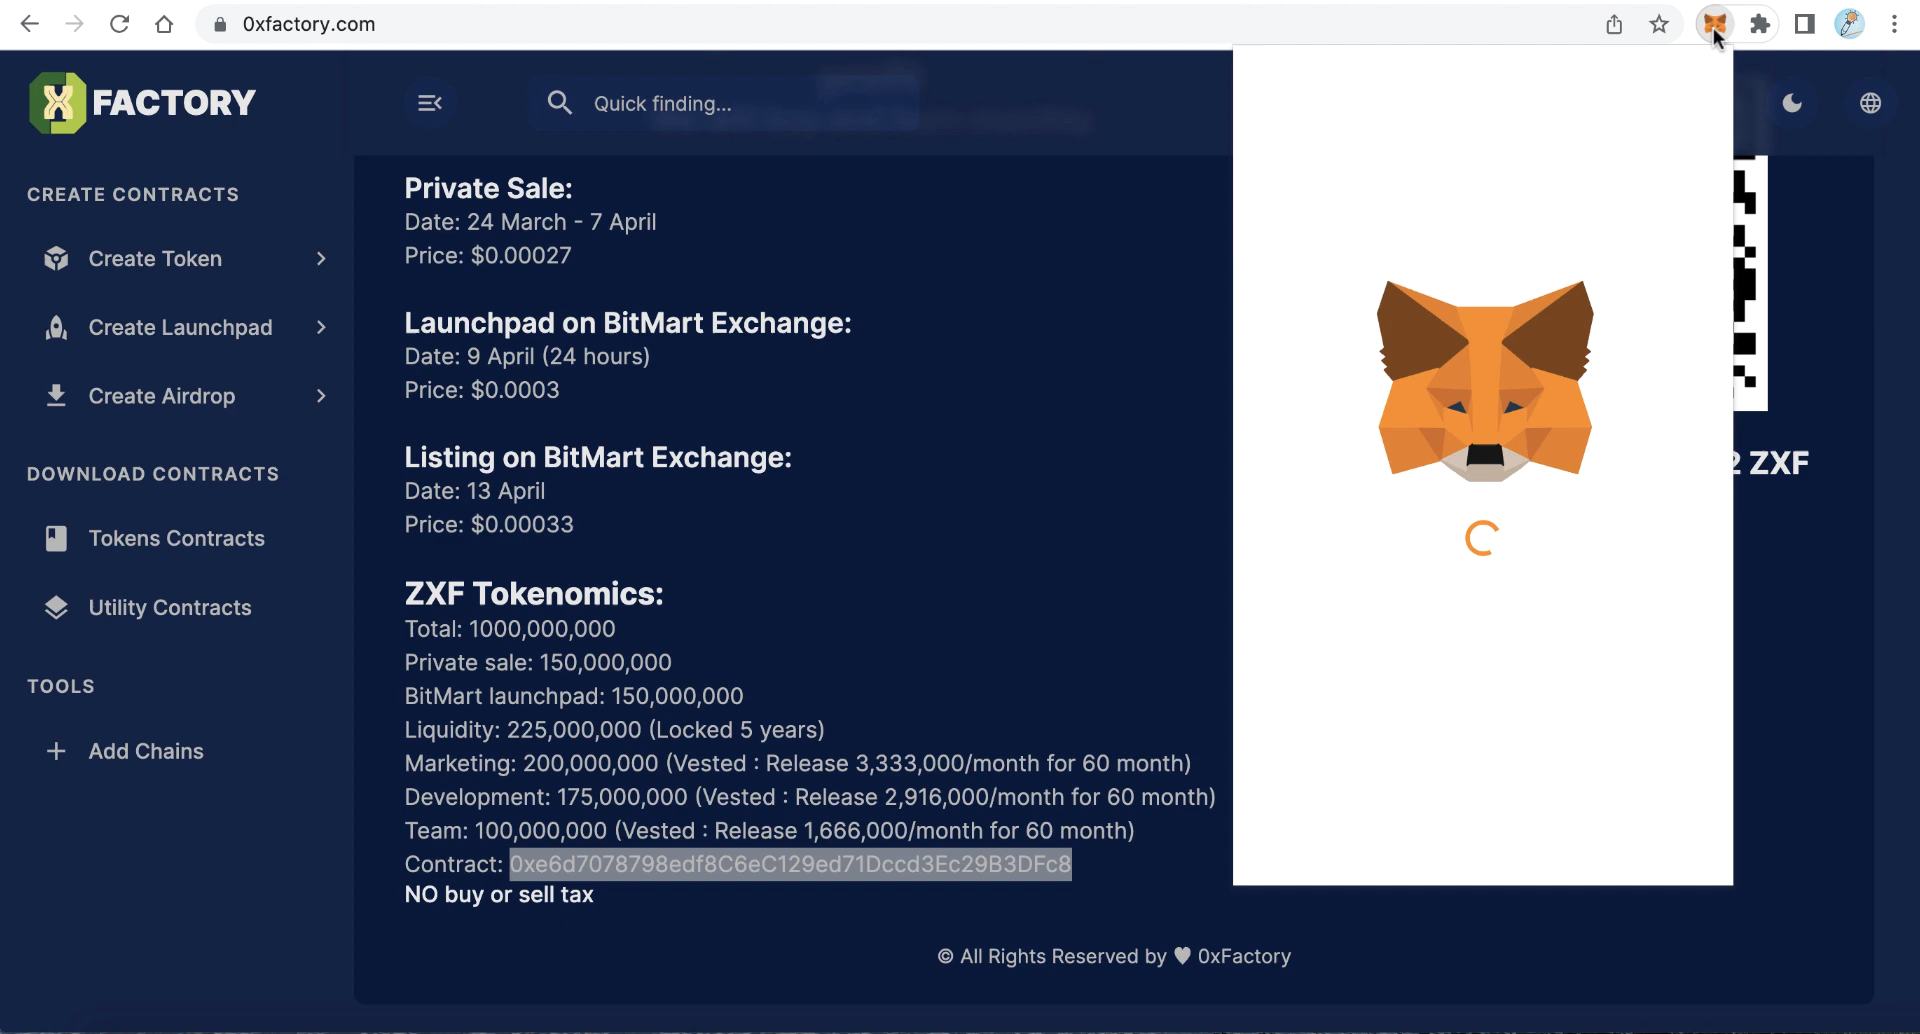 0xfactory.com
FACTORY
Quick finding...
CREATE CONTRACTS
Create Token
Create Launchpad
Create Airdrop
DOWNLOAD CONTRACTS
Tokens Contracts
Utility Contracts
TOOLS
Add Chains
Private Sale:
Date: 24 March - 7 April
Price: $0.00027
Launchpad on BitMart Exchange:
Date: 9 April (24 hours)
Price: $0.0003
Listing on BitMart Exchange:
Date: 13 April
Price: $0.00033
ZXF Tokenomics:
Total: 1000,000,000
Private sale: 150,000,000
BitMart launchpad: 150,000,000
Liquidity: 225,000,000 (Locked 5 years)
Marketing: 200,000,000 (Vested : Release 3,333,000/month for 60 month)
Development: 175,000,000 (Vested : Release 2,916,000/month for 60 month)
Team: 100,000,000 (Vested : Release 1,666,000/month for 60 month)
Contract: 0xe6d7078798edf8C6eC129ed71Dccd3Ec29B3DFc8
NO buy or sell tax
2 ZXF
© All Rights Reserved by ♥ 0xFactory